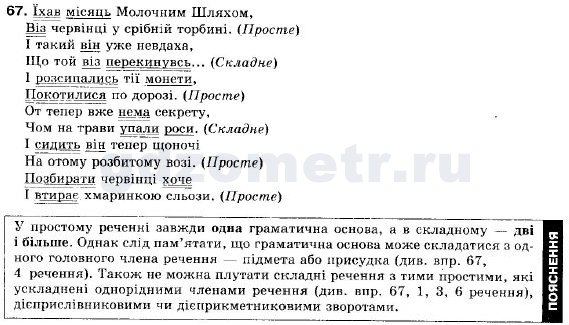 67. Їхав місяць Молочним Шляхом,
Віз червінці у срібній торбині. (Просте)
І такий він уже невдаха,
Що той віз перекинувсь... (Складне)
І розсипались тії монети,
Покотилися по дорозі. (Просте)
От тепер вже нема секрету,
Чом на трави упали роси. (Складне)
І сидить він тепер щоночі
На отому розбитому возі. (Просте)
Позбирати червінці хоче
І втирає хмаринкою сльози. (Просте)
gdzometr.ru
У простому реченні завжди одна граматична основа, а в складному — дві
і більше. Однак слід пам'ятати, що граматична основа може складатися з од-
ного головного члена речення — підмета або присудка (див. впр. 67,
4 речення). Також не можна плутати складні речення з тими простими, які
ускладнені однорідними членами речення (див. впр. 67, 1, 3, 6 речення),
дієприслівниковими чи дієприкметниковими зворотами.
ПОЯСНЕННЯ